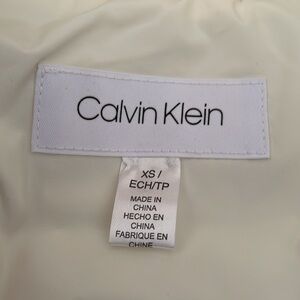 Calvin Klein
XS /
ECH/TP
MADE IN
CHINA
HECHO EN
CHINA
FABRIQUE EN
CHINE